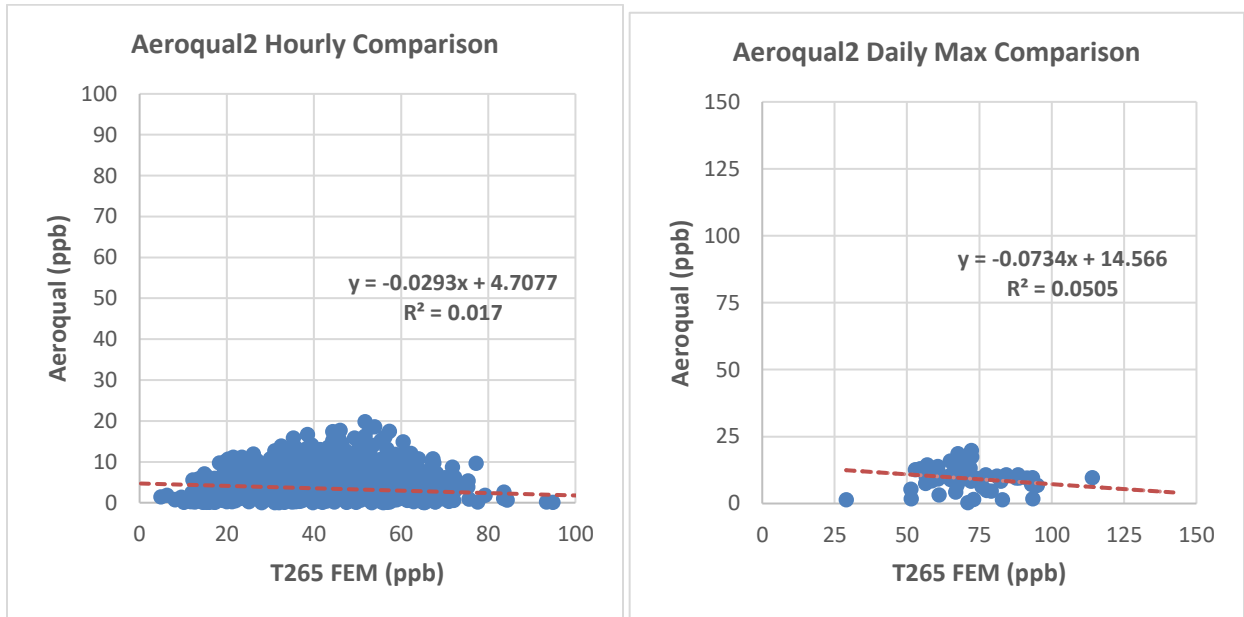 Aeroqual2 Hourly Comparison
100
90
80
70
60
50
40
30
20
10
0
Aeroqual (ppb)
y = -0.0293x + 4.7077
R² = 0.017
0 20 40 60 80 100
T265 FEM (ppb)
Aeroqual2 Daily Max Comparison
150
125
100
75
50
25
0
Aeroqual (ppb)
y = -0.0734x + 14.566
R² = 0.0505
0 25 50 75 100 125 150
T265 FEM (ppb)